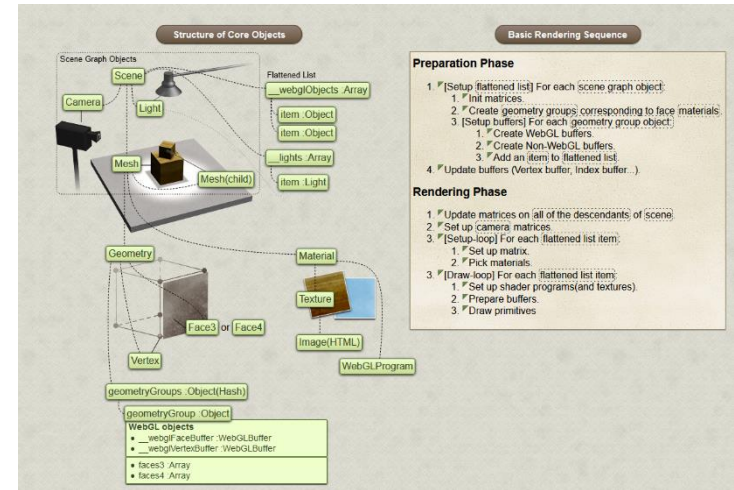 Structure of Core Objects
Scene Graph Objects
Scene
Camera
Light
Mesh
Mesh(child)
Flattened List
__webglObjects :Array
item :Object
item :Object
__lights :Array
item :Light
Geometry
Face3 or Face4
Vertex
Material
Texture
Image(HTML)
WebGLProgram
geometryGroups :Object(Hash)
geometryGroup :Object
WebGL objects
• __webglFaceBuffer :WebGLBuffer
• __webglVertexBuffer :WebGLBuffer
• faces3 :Array
• faces4 :Array
Basic Rendering Sequence
Preparation Phase
1. [Setup flattened list] For each scene graph object:
1. Init matrices.
2. Create geometry groups corresponding to face materials.
3. [Setup buffers] For each geometry group object:
1. Create WebGL buffers.
2. Create Non-WebGL buffers.
3. Add an item to flattened list.
4. Update buffers (Vertex buffer, Index buffer...).
Rendering Phase
1. Update matrices on all of the descendants of scene.
2. Set up camera matrices.
3. [Setup-loop] For each flattened list item:
1. Set up matrix.
2. Pick materials.
3. [Draw-loop] For each flattened list item:
1. Set up shader programs(and textures).
2. Prepare buffers.
3. Draw primitives